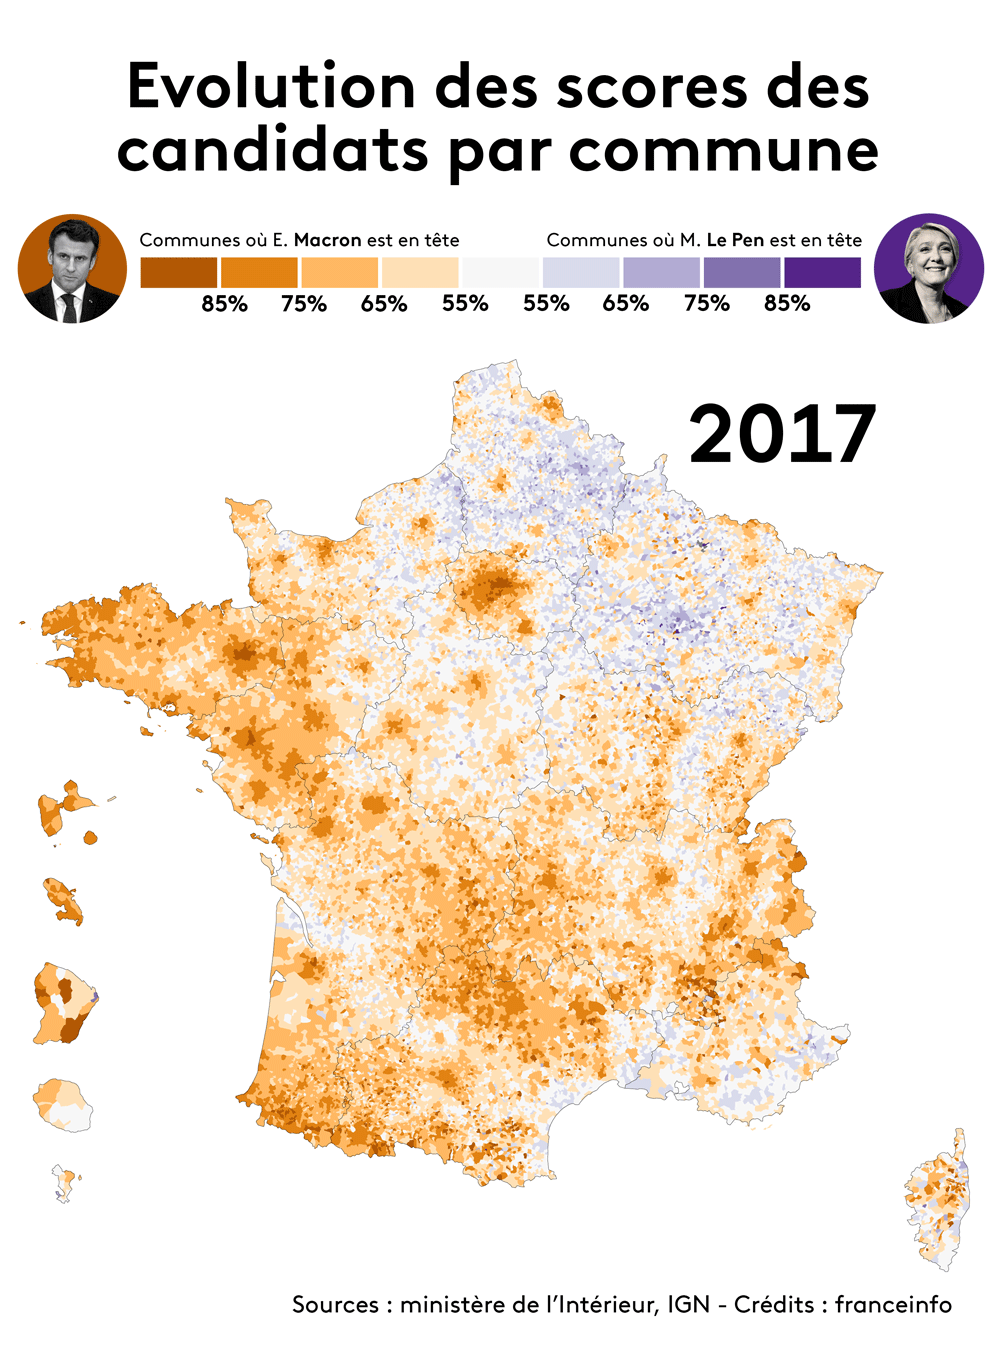 Evolution des scores des
candidats par commune
Communes où E. Macron est en tête
Communes où M. Le Pen est en tête
85% 75% 65% 55% 55% 65% 75% 85%
2017
Sources : ministère de l'Intérieur, IGN - Crédits : franceinfo